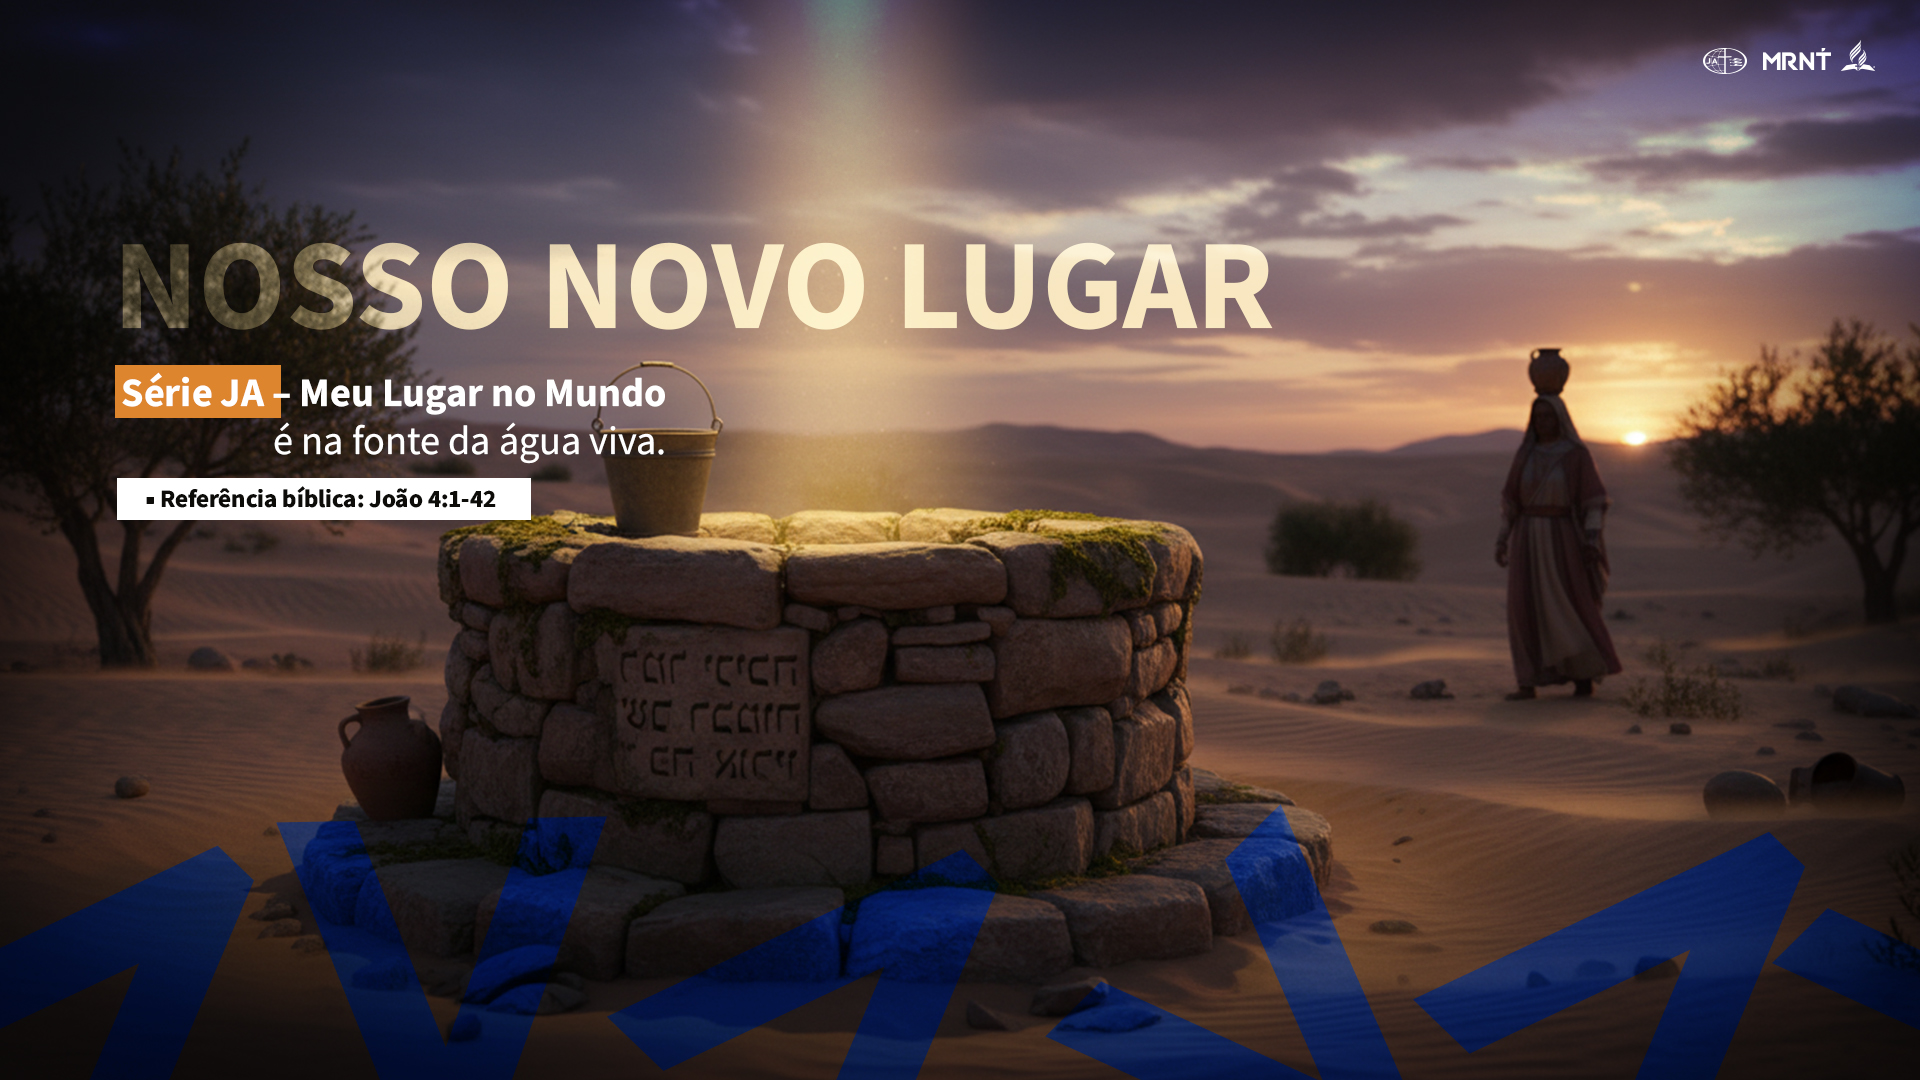 MRNT
NOSSO NOVO LUGAR
Série JA – Meu Lugar no Mundo
é na fonte da água viva.
▪ Referência bíblica: João 4:1-42